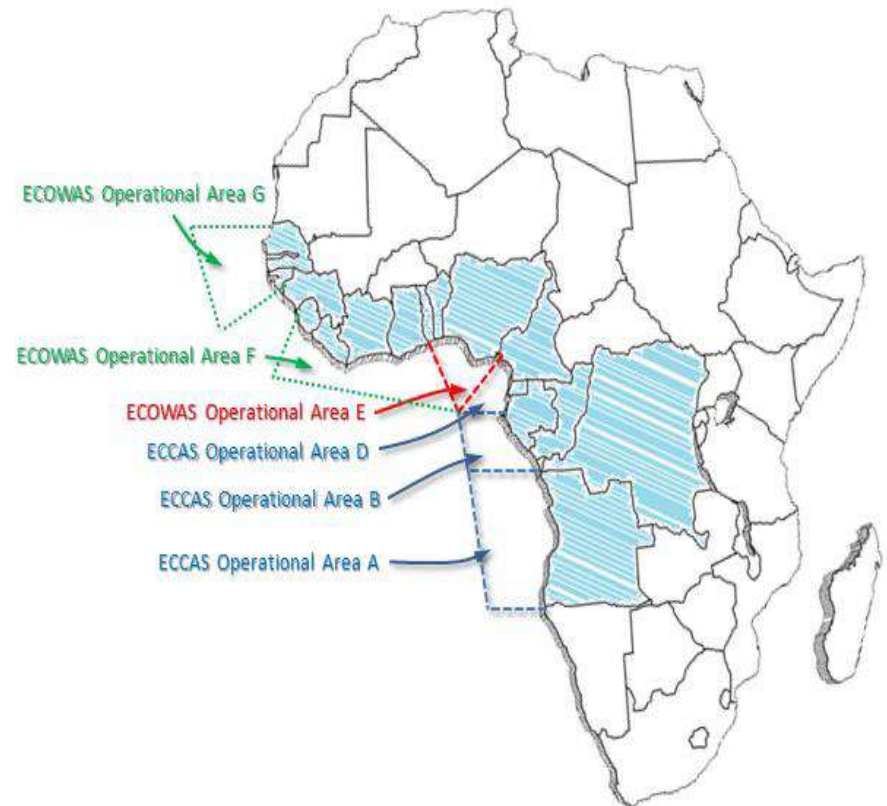 ECOWAS Operational Area G
ECOWAS Operational Area F
ECOWAS Operational Area E
ECCAS Operational Area D
ECCAS Operational Area B
ECCAS Operational Area A